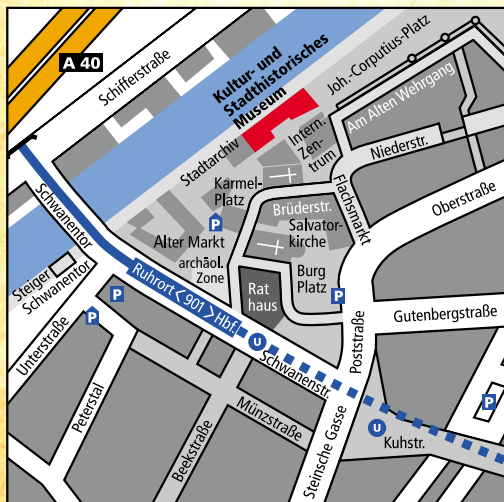 A 40
Schifferstraße
Kultur- und
Stadthistorisches
Museum
Joh.-Corputius-Platz
Am Alten Wehrgang
Stadtarchiv
Intern.
Zen-
trum
Niederstr.
Karmel-
Platz
Flachsmarkt
Oberstraße
Schwanentor
P
Brüderstr.
Salvator-
kirche
Alter Markt
archäol.
Zone
Steiger
Schwanentor
Burg
Platz
Rat
haus
P
P
P
Ruhrort <901> Hbf.
Gutenbergstraße
Unterstraße
U
Schwanenstr.
Poststraße
Peterstal
Münzstraße
P
Beekstraße
Steinsche Gasse
U
Kuhstr.